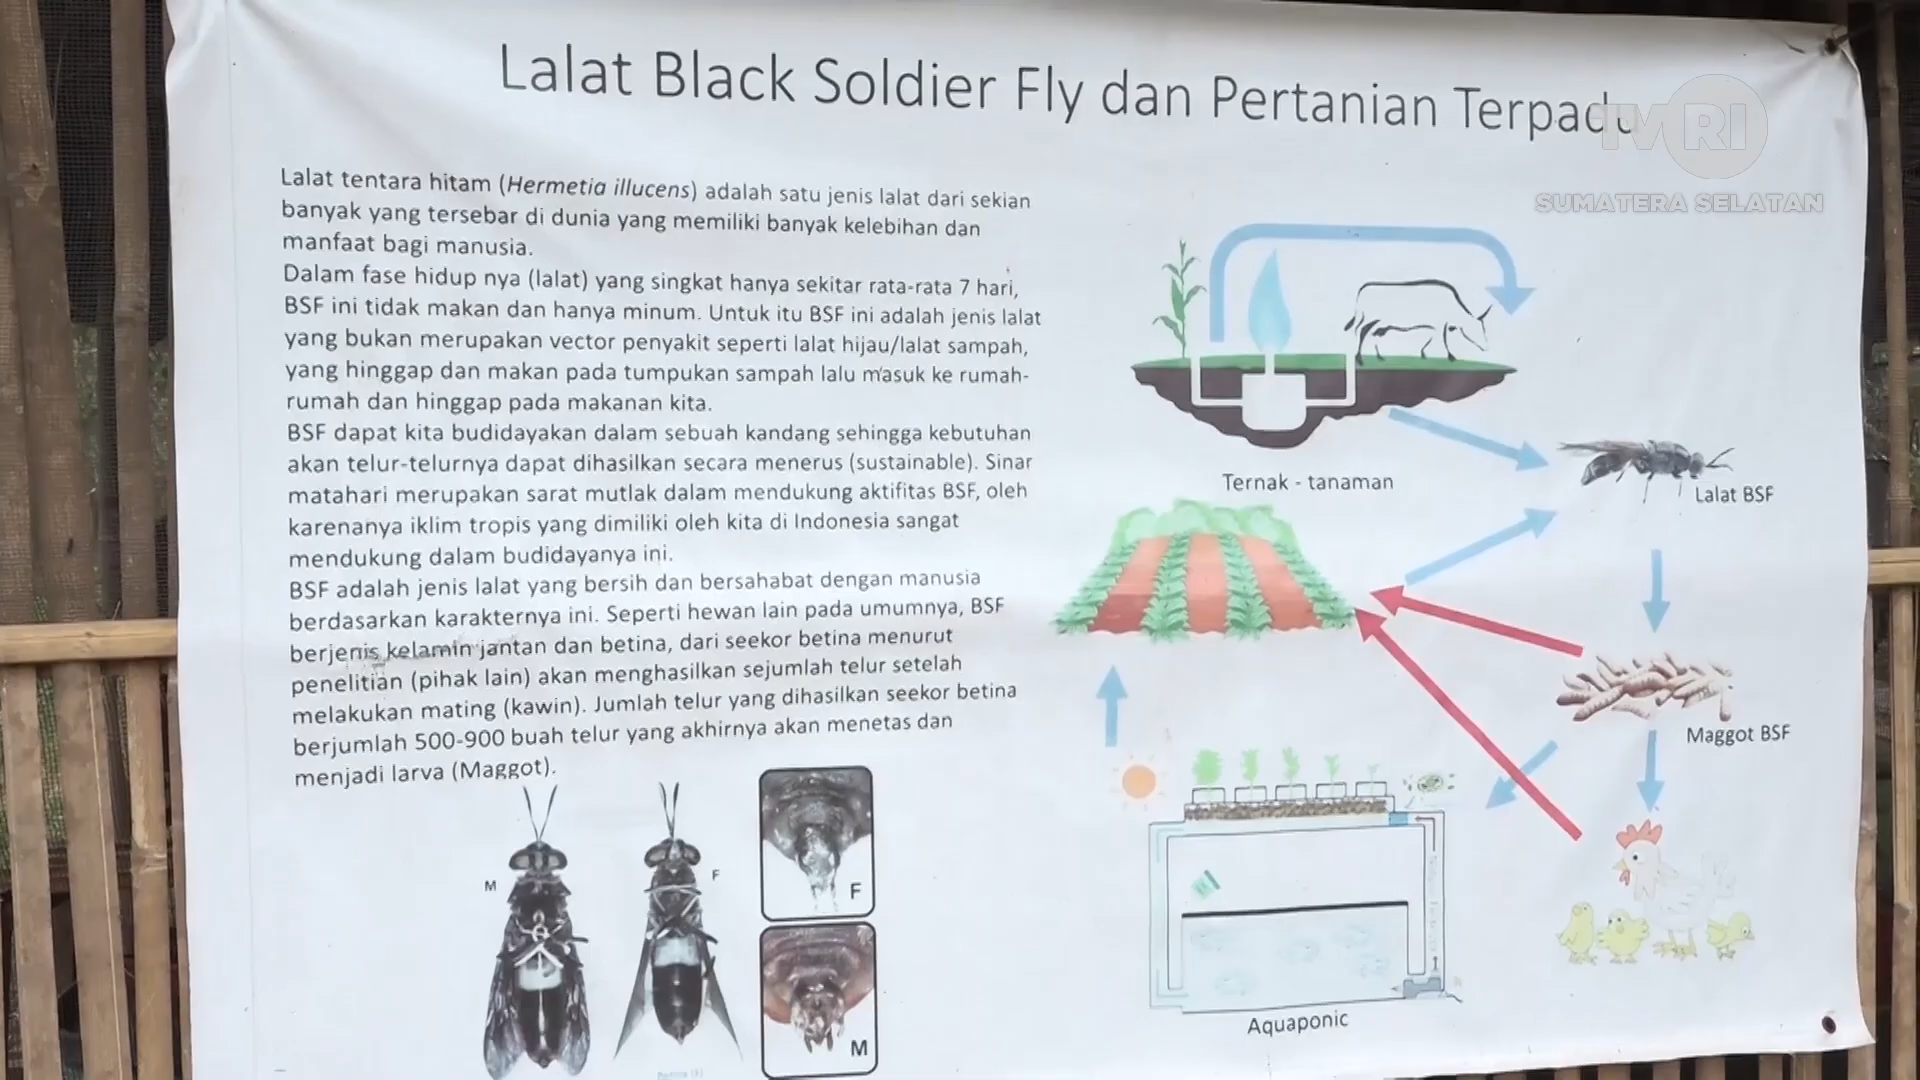 Lalat Black Soldier Fly dan Pertanian Terpadu
TVRI
SUMATERA SELATAN
Lalat tentara hitam (Hermetia illucens) adalah satu jenis lalat dari sekian
banyak yang tersebar di dunia yang memiliki banyak kelebihan dan
manfaat bagi manusia.
Dalam fase hidup nya (lalat) yang singkat hanya sekitar rata-rata 7 hari,
BSF ini tidak makan dan hanya minum. Untuk itu BSF ini adalah jenis lalat
yang bukan merupakan vector penyakit seperti lalat hijau/lalat sampah,
yang hinggap dan makan pada tumpukan sampah lalu masuk ke rumah-
rumah dan hinggap pada makanan kita.
BSF dapat kita budidayakan dalam sebuah kandang sehingga kebutuhan
akan telur-telurnya dapat dihasilkan secara menerus (sustainable). Sinar
matahari merupakan sarat mutlak dalam mendukung aktifitas BSF, oleh
karenanya iklim tropis yang dimiliki oleh kita di Indonesia sangat
mendukung dalam budidayanya ini.
BSF adalah jenis lalat yang bersih dan bersahabat dengan manusia
berdasarkan karakternya ini. Seperti hewan lain pada umumnya, BSF
berjenis kelamin jantan dan betina, dari seekor betina menurut
penelitian (pihak lain) akan menghasilkan sejumlah telur setelah
melakukan mating (kawin). Jumlah telur yang dihasilkan seekor betina
berjumlah 500-900 buah telur yang akhirnya akan menetas dan
menjadi larva (Maggot).
M
F
F
M
Ternak - tanaman
Lalat BSF
Maggot BSF
Aquaponic